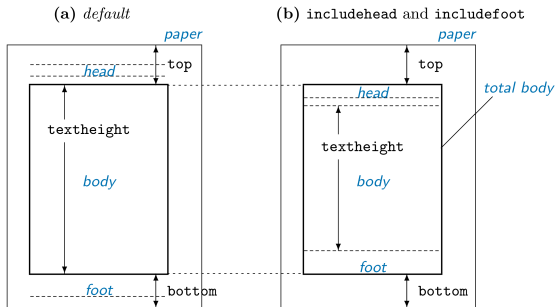 (a) default
paper
top
head
textheight
body
foot
bottom
(b) includehead and includefoot
paper
top
head
total body
textheight
body
foot
bottom